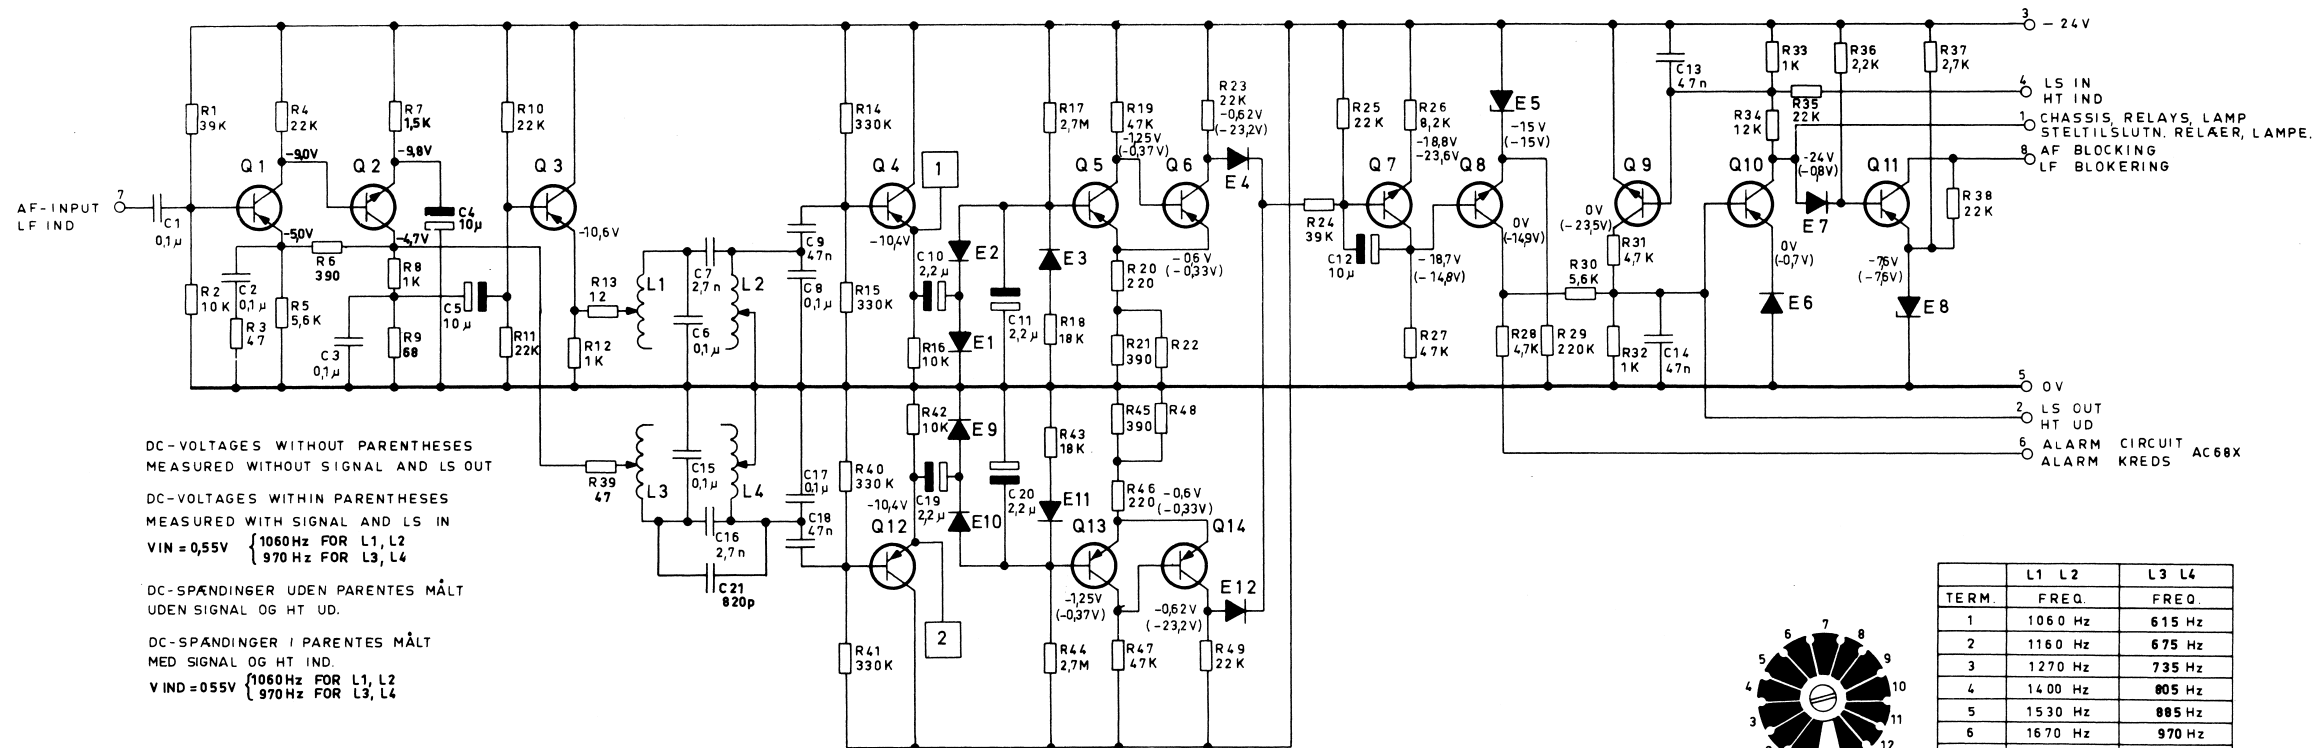 3
-24V
R1
39K
R4
22K
R7
1,5K
R10
22K
R14
330K
R17
2,7M
R19
47K
-1,25V
(-0,37V)
R23
22K
-0,62V
(-23,2V)
R25
22K
R26
8,2K
-18,8V
-23,6V
E5
-15V
(-15V)
C13
47n
R33
1K
R34
12K
R35
22K
R36
2,2K
R37
2,7K
4
LS IN
HT IND
1
CHASSIS, RELAYS, LAMP
STELTILSLUTN. RELÆER, LAMPE.
8
AF BLOCKING
LF BLOKERING
Q1
-9,0V
Q2
-9,8V
Q3
Q4
1
Q5
Q6
E4
Q7
Q8
Q9
Q10
-24V
(-0,8V)
Q11
E7
R38
22K
AF-INPUT
LF IND
7
C1
0,1µ
-5,0V
-4,7V
C4
10µ
-10,6V
-10,4V
R24
39K
C12
10µ
-18,7V
(-14,8V)
0V
(-14,9V)
0V
(-23,5V)
R31
4,7K
0V
(-0,7V)
-7,6V
(-7,6V)
R2
10K
C2
0,1µ
R3
47
R5
5,6K
R6
390
R8
1K
C5
10µ
R9
68
C3
0,1µ
R11
22K
R13
12
R12
1K
L1
C7
2,7n
L2
C6
0,1µ
C9
47n
C8
0,1µ
R15
330K
C10
2,2µ
R16
10K
E2
E1
C11
2,2µ
E3
R18
18K
-0,6V
(-0,33V)
R20
220
R21
390
R22
R27
47K
R28
4,7K
R29
220K
R30
5,6K
R32
1K
C14
47n
E6
E8
5
0V
2
LS OUT
HT UD
6
ALARM CIRCUIT
ALARM KREDS
AC68X
DC-VOLTAGES WITHOUT PARENTHESES
MEASURED WITHOUT SIGNAL AND LS OUT
DC-VOLTAGES WITHIN PARENTHESES
MEASURED WITH SIGNAL AND LS IN
VIN = 0,55V { 1060Hz FOR L1, L2
970Hz FOR L3, L4
DC-SPÆNDINGER UDEN PARENTES MÅLT
UDEN SIGNAL OG HT UD.
DC-SPÆNDINGER I PARENTES MÅLT
MED SIGNAL OG HT IND.
V IND = 055V { 1060Hz FOR L1, L2
970Hz FOR L3, L4
R39
47
L3
C15
0,1µ
L4
C16
2,7n
C21
820p
C17
0,1µ
C18
47n
R40
330K
R41
330K
R42
10K
C19
2,2µ
-10,4V
Q12
2
E9
E10
C20
2,2µ
R43
18K
E11
Q13
R44
2,7M
R45
390
R48
R46
220
-0,6V
(-0,33V)
Q14
-1,25V
(-0,37V)
R47
47K
-0,62V
(-23,2V)
E12
R49
22K
3
4
5
6
7
8
9
10
11
12
L1 L2 L3 L4
TERM. FREQ. FREQ.
1 1060 Hz 615 Hz
2 1160 Hz 675 Hz
3 1270 Hz 735 Hz
4 1400 Hz 805 Hz
5 1530 Hz 885 Hz
6 1670 Hz 970 Hz